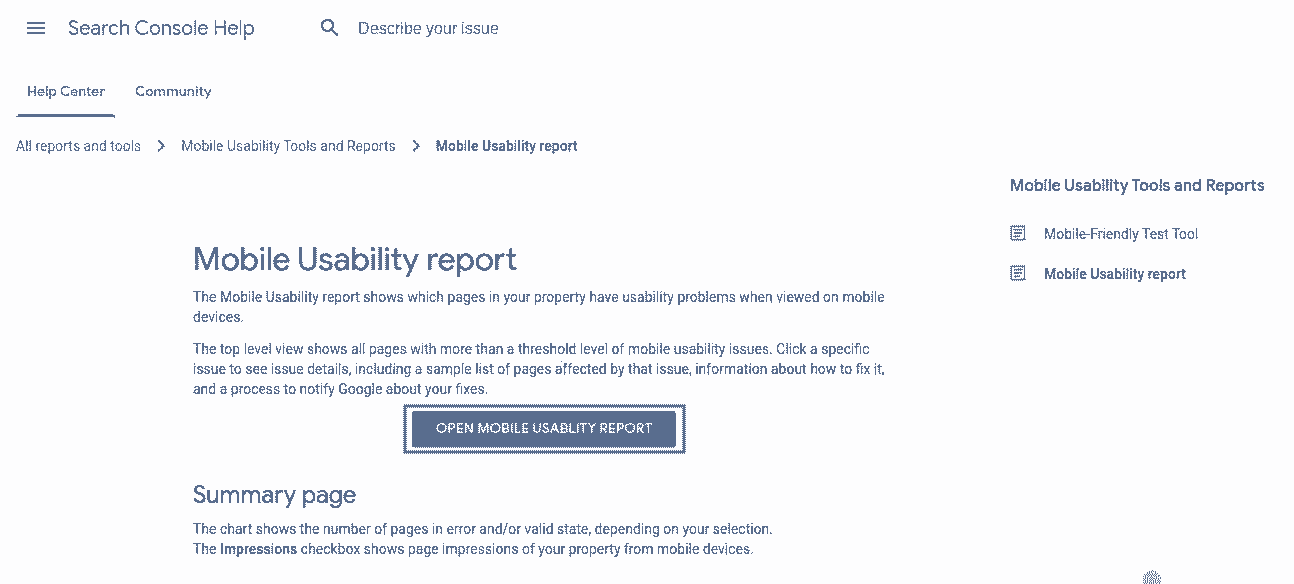 Search Console Help
Describe your issue
Help Center
Community
All reports and tools
Mobile Usability Tools and Reports
Mobile Usability report
Mobile Usability Tools and Reports
Mobile-Friendly Test Tool
Mobile Usability report
Mobile Usability report
The Mobile Usability report shows which pages in your property have usability problems when viewed on mobile
devices.
The top level view shows all pages with more than a threshold level of mobile usability issues. Click a specific
issue to see issue details, including a sample list of pages affected by that issue, information about how to fix it,
and a process to notify Google about your fixes.
OPEN MOBILE USABLITY REPORT
Summary page
The chart shows the number of pages in error and/or valid state, depending on your selection.
The Impressions checkbox shows page impressions of your property from mobile devices.